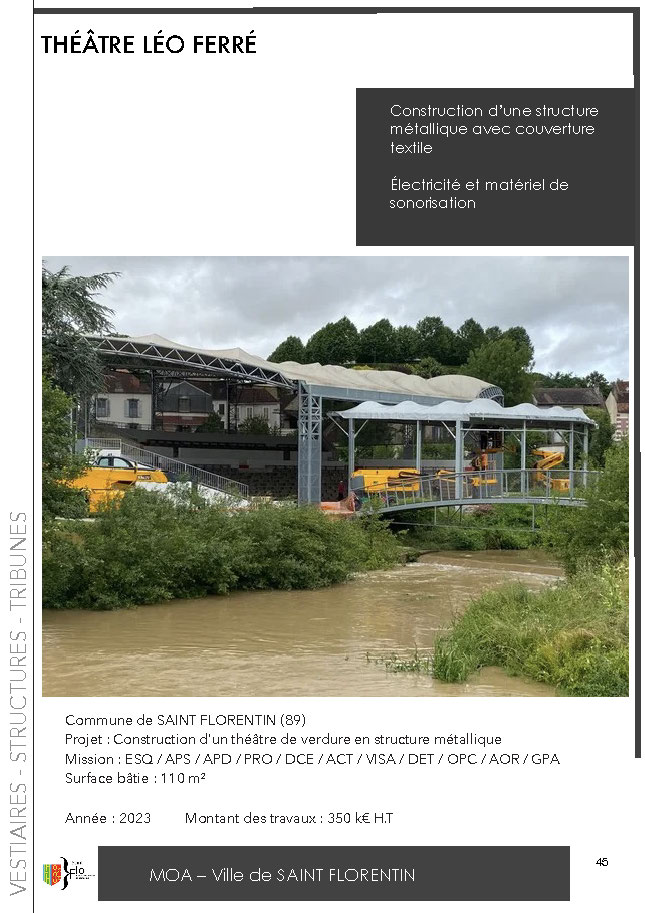 THÉÂTRE LÉO FERRÉ
Construction d'une structure
métallique avec couverture
textile
Électricité et matériel de
sonorisation
VESTIAIRES - STRUCTURES - TRIBUNES
Commune de SAINT FLORENTIN (89)
Projet : Construction d'un théâtre de verdure en structure métallique
Mission : ESQ / APS / APD / PRO / DCE / ACT / VISA / DET / OPC / AOR / GPA
Surface bâtie : 110 m²
Année : 2023 Montant des travaux : 350 k€ H.T
Flo
MOA – Ville de SAINT FLORENTIN
45